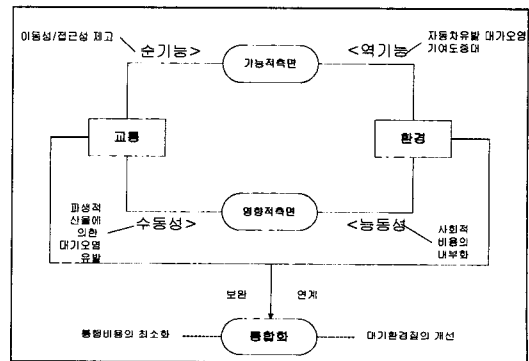 이동성/접근성 제고
순기능>
가능적측면
<역기능
자동차유발 대기오염
기여도증대
교통
환경
파생적
산물에
의한
대기오염
유발
수동성>
영향적측면
<능동성
사회적
비용의
내부화
보완
연계
통행비용의 최소화
통합화
대기환경질의 개선